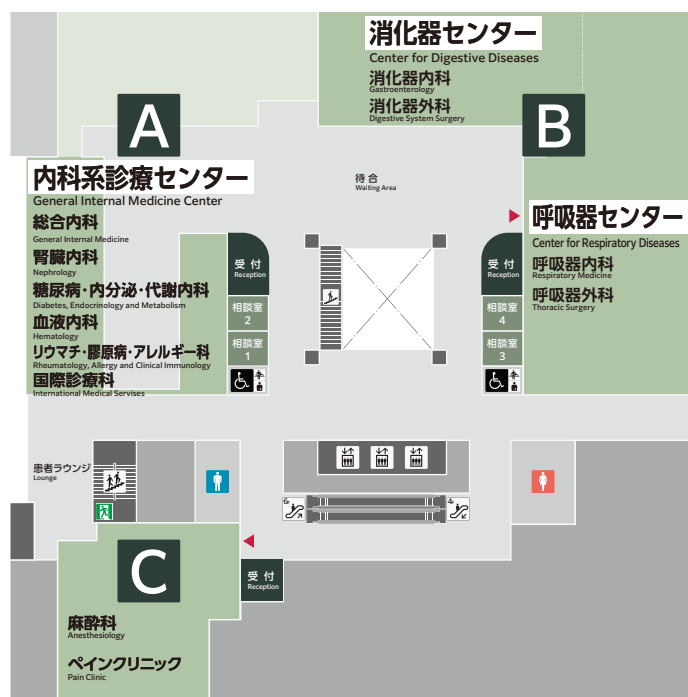 消化器センター
Center for Digestive Diseases
消化器内科
Gastroenterology
消化器外科
Digestive System Surgery
A
B
内科系診療センター
General Internal Medicine Center
総合内科
General Internal Medicine
腎臓内科
Nephrology
糖尿病・内分泌・代謝内科
Diabetes, Endocrinology and Metabolism
血液内科
Hematology
リウマチ・膠原病・アレルギー科
Rheumatology, Allergy and Clinical Immunology
国際診療科
International Medical Servises
待合
Waiting Area
受付
Reception
相談室
2
相談室
1
受付
Reception
相談室
4
相談室
3
呼吸器センター
Center for Respiratory Diseases
呼吸器内科
Respiratory Medicine
呼吸器外科
Thoracic Surgery
患者ラウンジ
Lounge
6F
4F
C
受付
Reception
麻酔科
Anesthesiology
ペインクリニック
Pain Clinic